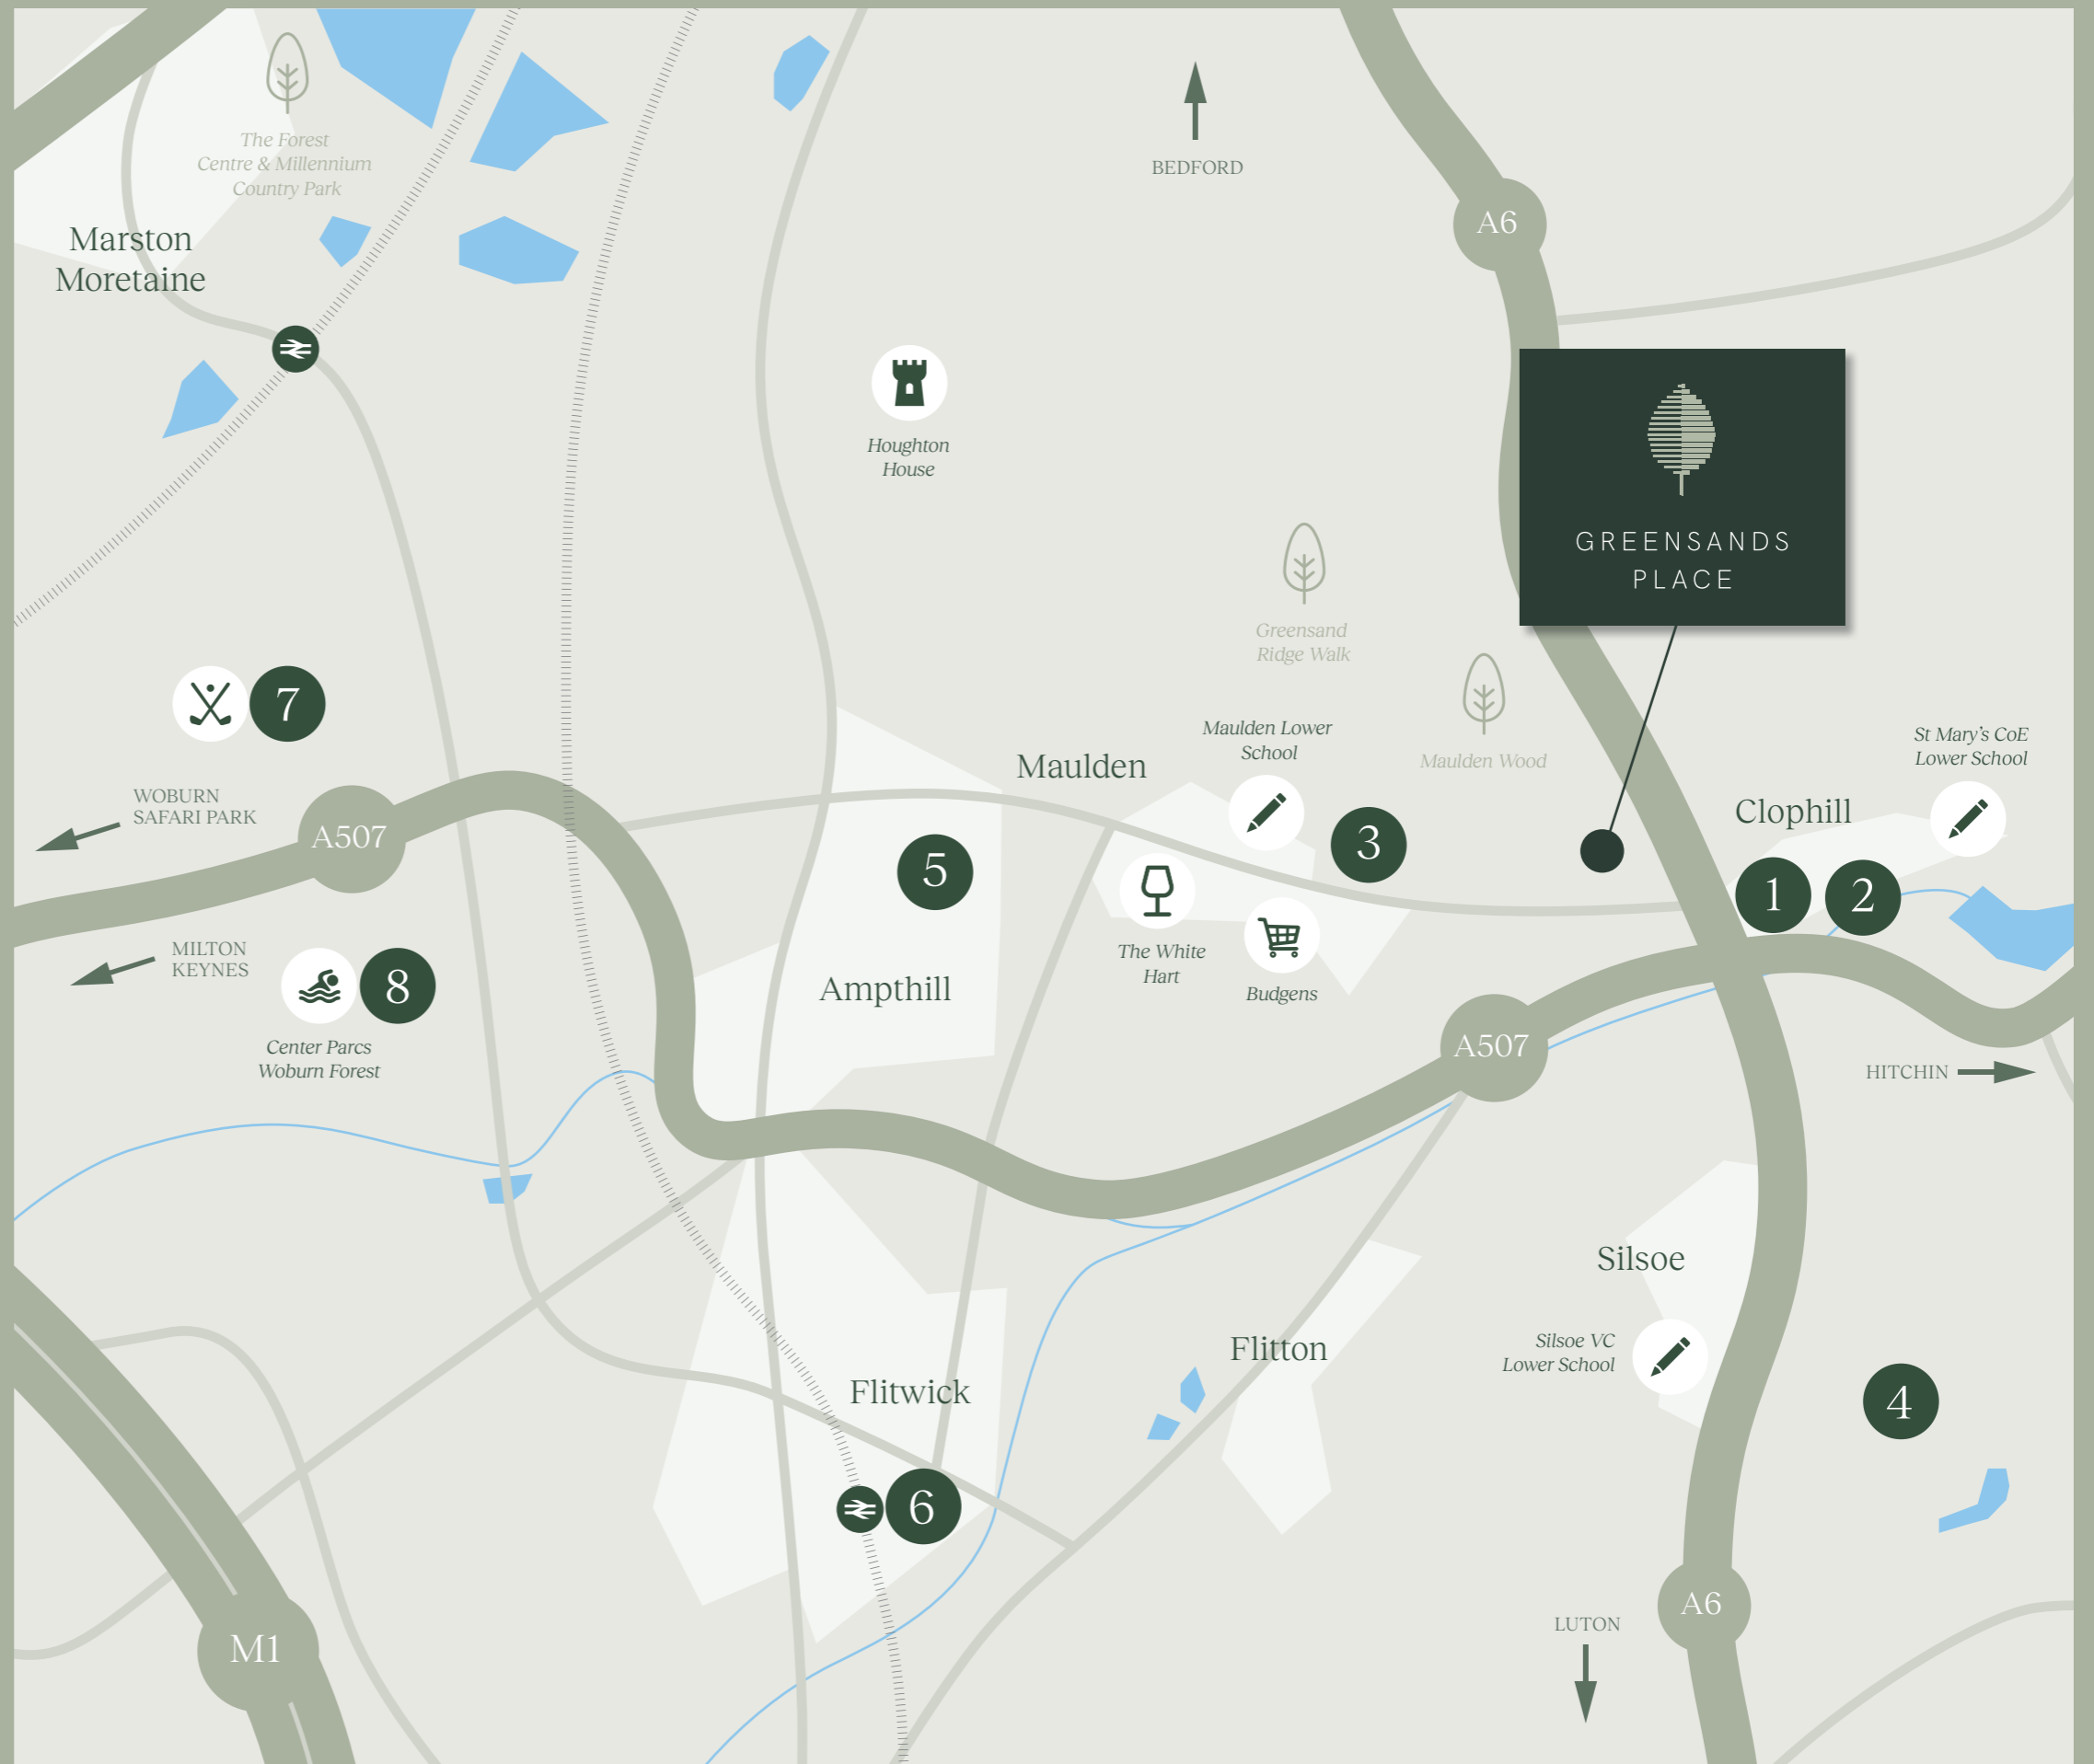 The Forest
Centre & Millennium
Country Park
Marston
Moretaine
BEDFORD
A6
Houghton
House
GREENSANDS
PLACE
Greensand
Ridge Walk
Maulden Wood
7
WOBURN
SAFARI PARK
A507
Maulden
Maulden Lower
School
3
St Mary’s CoE
Lower School
Clophill
1
2
5
The White
Hart
Budgens
MILTON
KEYNES
8
Center Parcs
Woburn Forest
Ampthill
A507
HITCHIN
Silsoe
Silsoe VC
Lower School
Flitton
Flitwick
4
6
M1
A6
LUTON